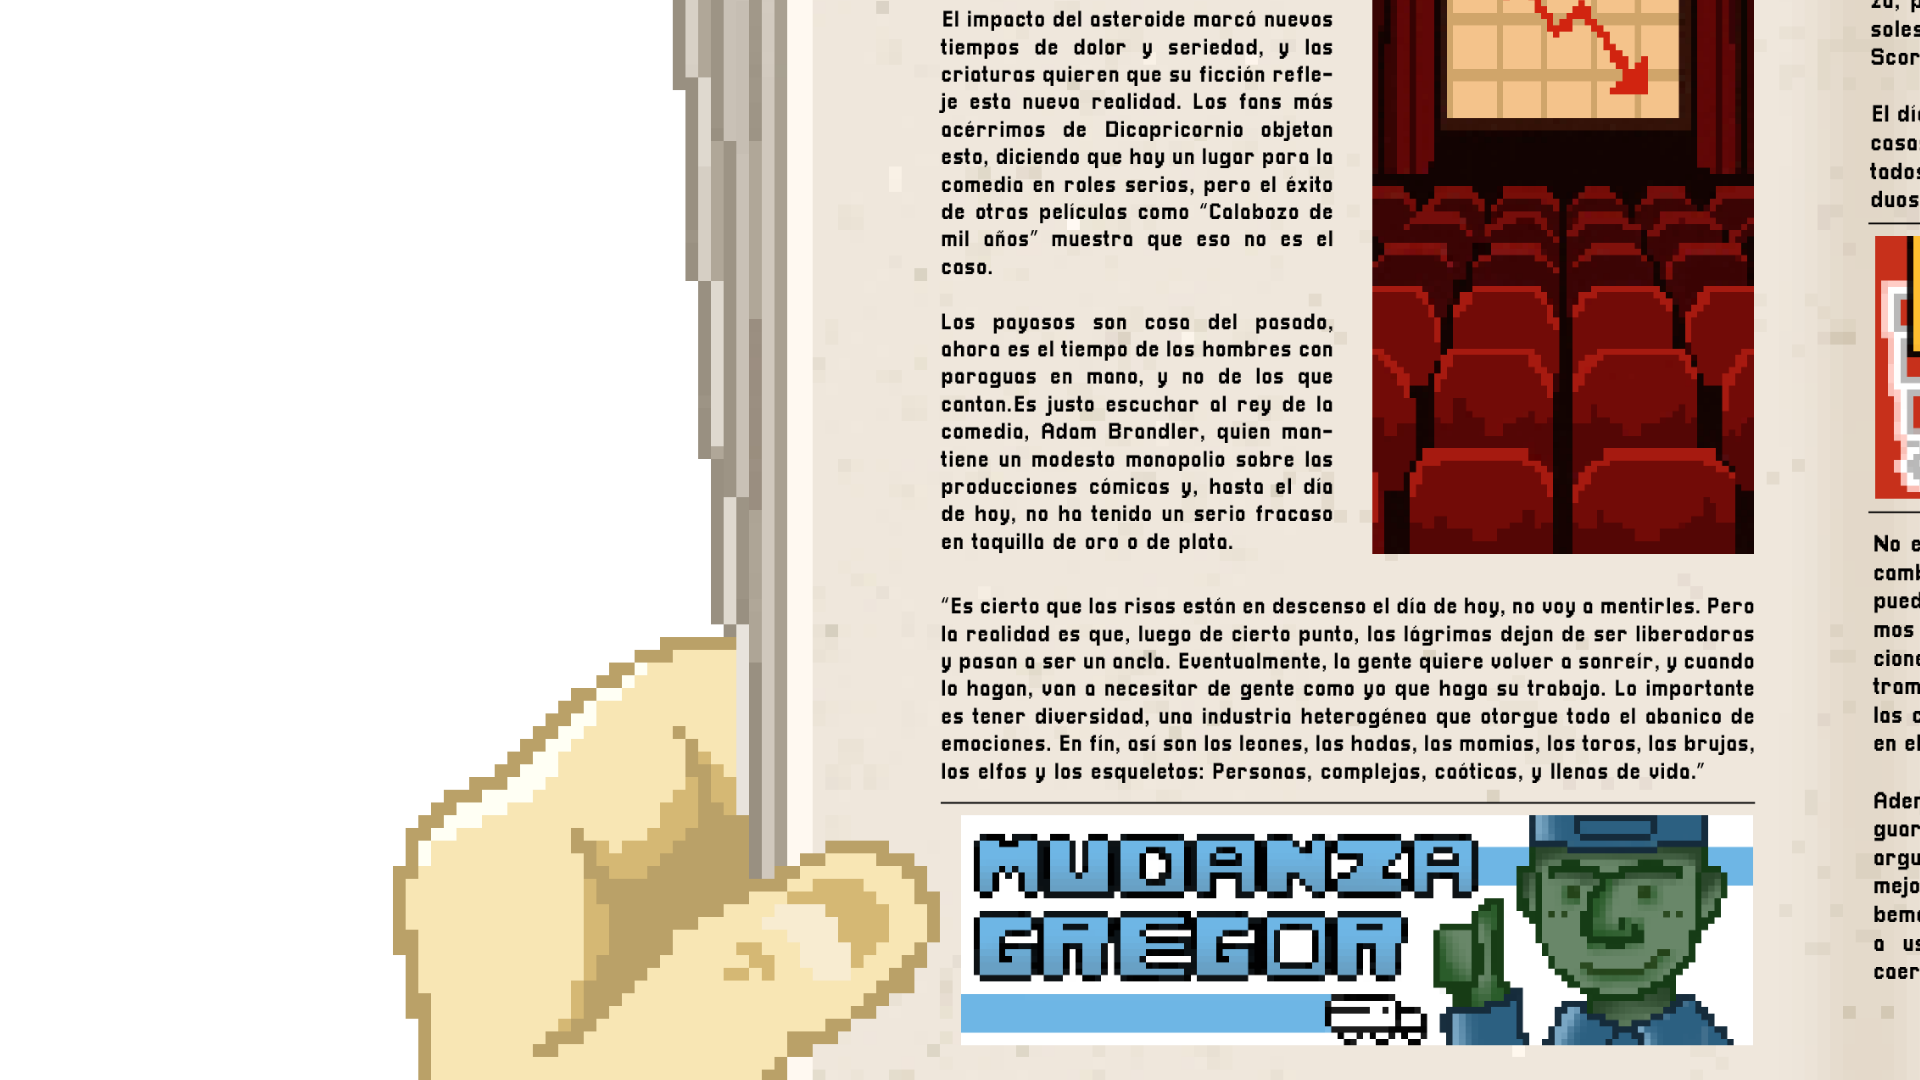 El impacto del asteroide marcó nuevos
tiempos de dolor y seriedad, y las
criaturas quieren que su ficción refle-
je esta nueva realidad. Los fans más
acérrimos de Dicapricornio objetan
esto, diciendo que hay un lugar para la
comedia en roles serios, pero el éxito
de otras películas como “Calabozo de
mil años” muestra que eso no es el
caso.
Los payasos son cosa del pasado,
ahora es el tiempo de los hombres con
paraguas en mano, y no de los que
cantan.Es justo escuchar al rey de la
comedia, Adam Brandler, quien man-
tiene un modesto monopolio sobre las
producciones cómicas y, hasta el día
de hoy, no ha tenido un serio fracaso
en taquilla de oro o de plata.
“Es cierto que las risas están en descenso el día de hoy, no voy a mentirles. Pero
la realidad es que, luego de cierto punto, las lágrimas dejan de ser liberadoras
y pasan a ser un ancla. Eventualmente, la gente quiere volver a sonreír, y cuando
lo hagan, van a necesitar de gente como yo que haga su trabajo. Lo importante
es tener diversidad, una industria heterogénea que otorgue todo el abanico de
emociones. En fín, así son los leones, las hadas, las momias, los toros, las brujas,
los elfos y los esqueletos: Personas, complejas, caóticas, y llenas de vida.”
MUDANZA
GREGOR
soles
Scor
El dí
casas
tados
duos
No e
camb
pued
mos
cione
tram
las c
en el
Ader
guar
argu
mejo
bemo
a us
caer